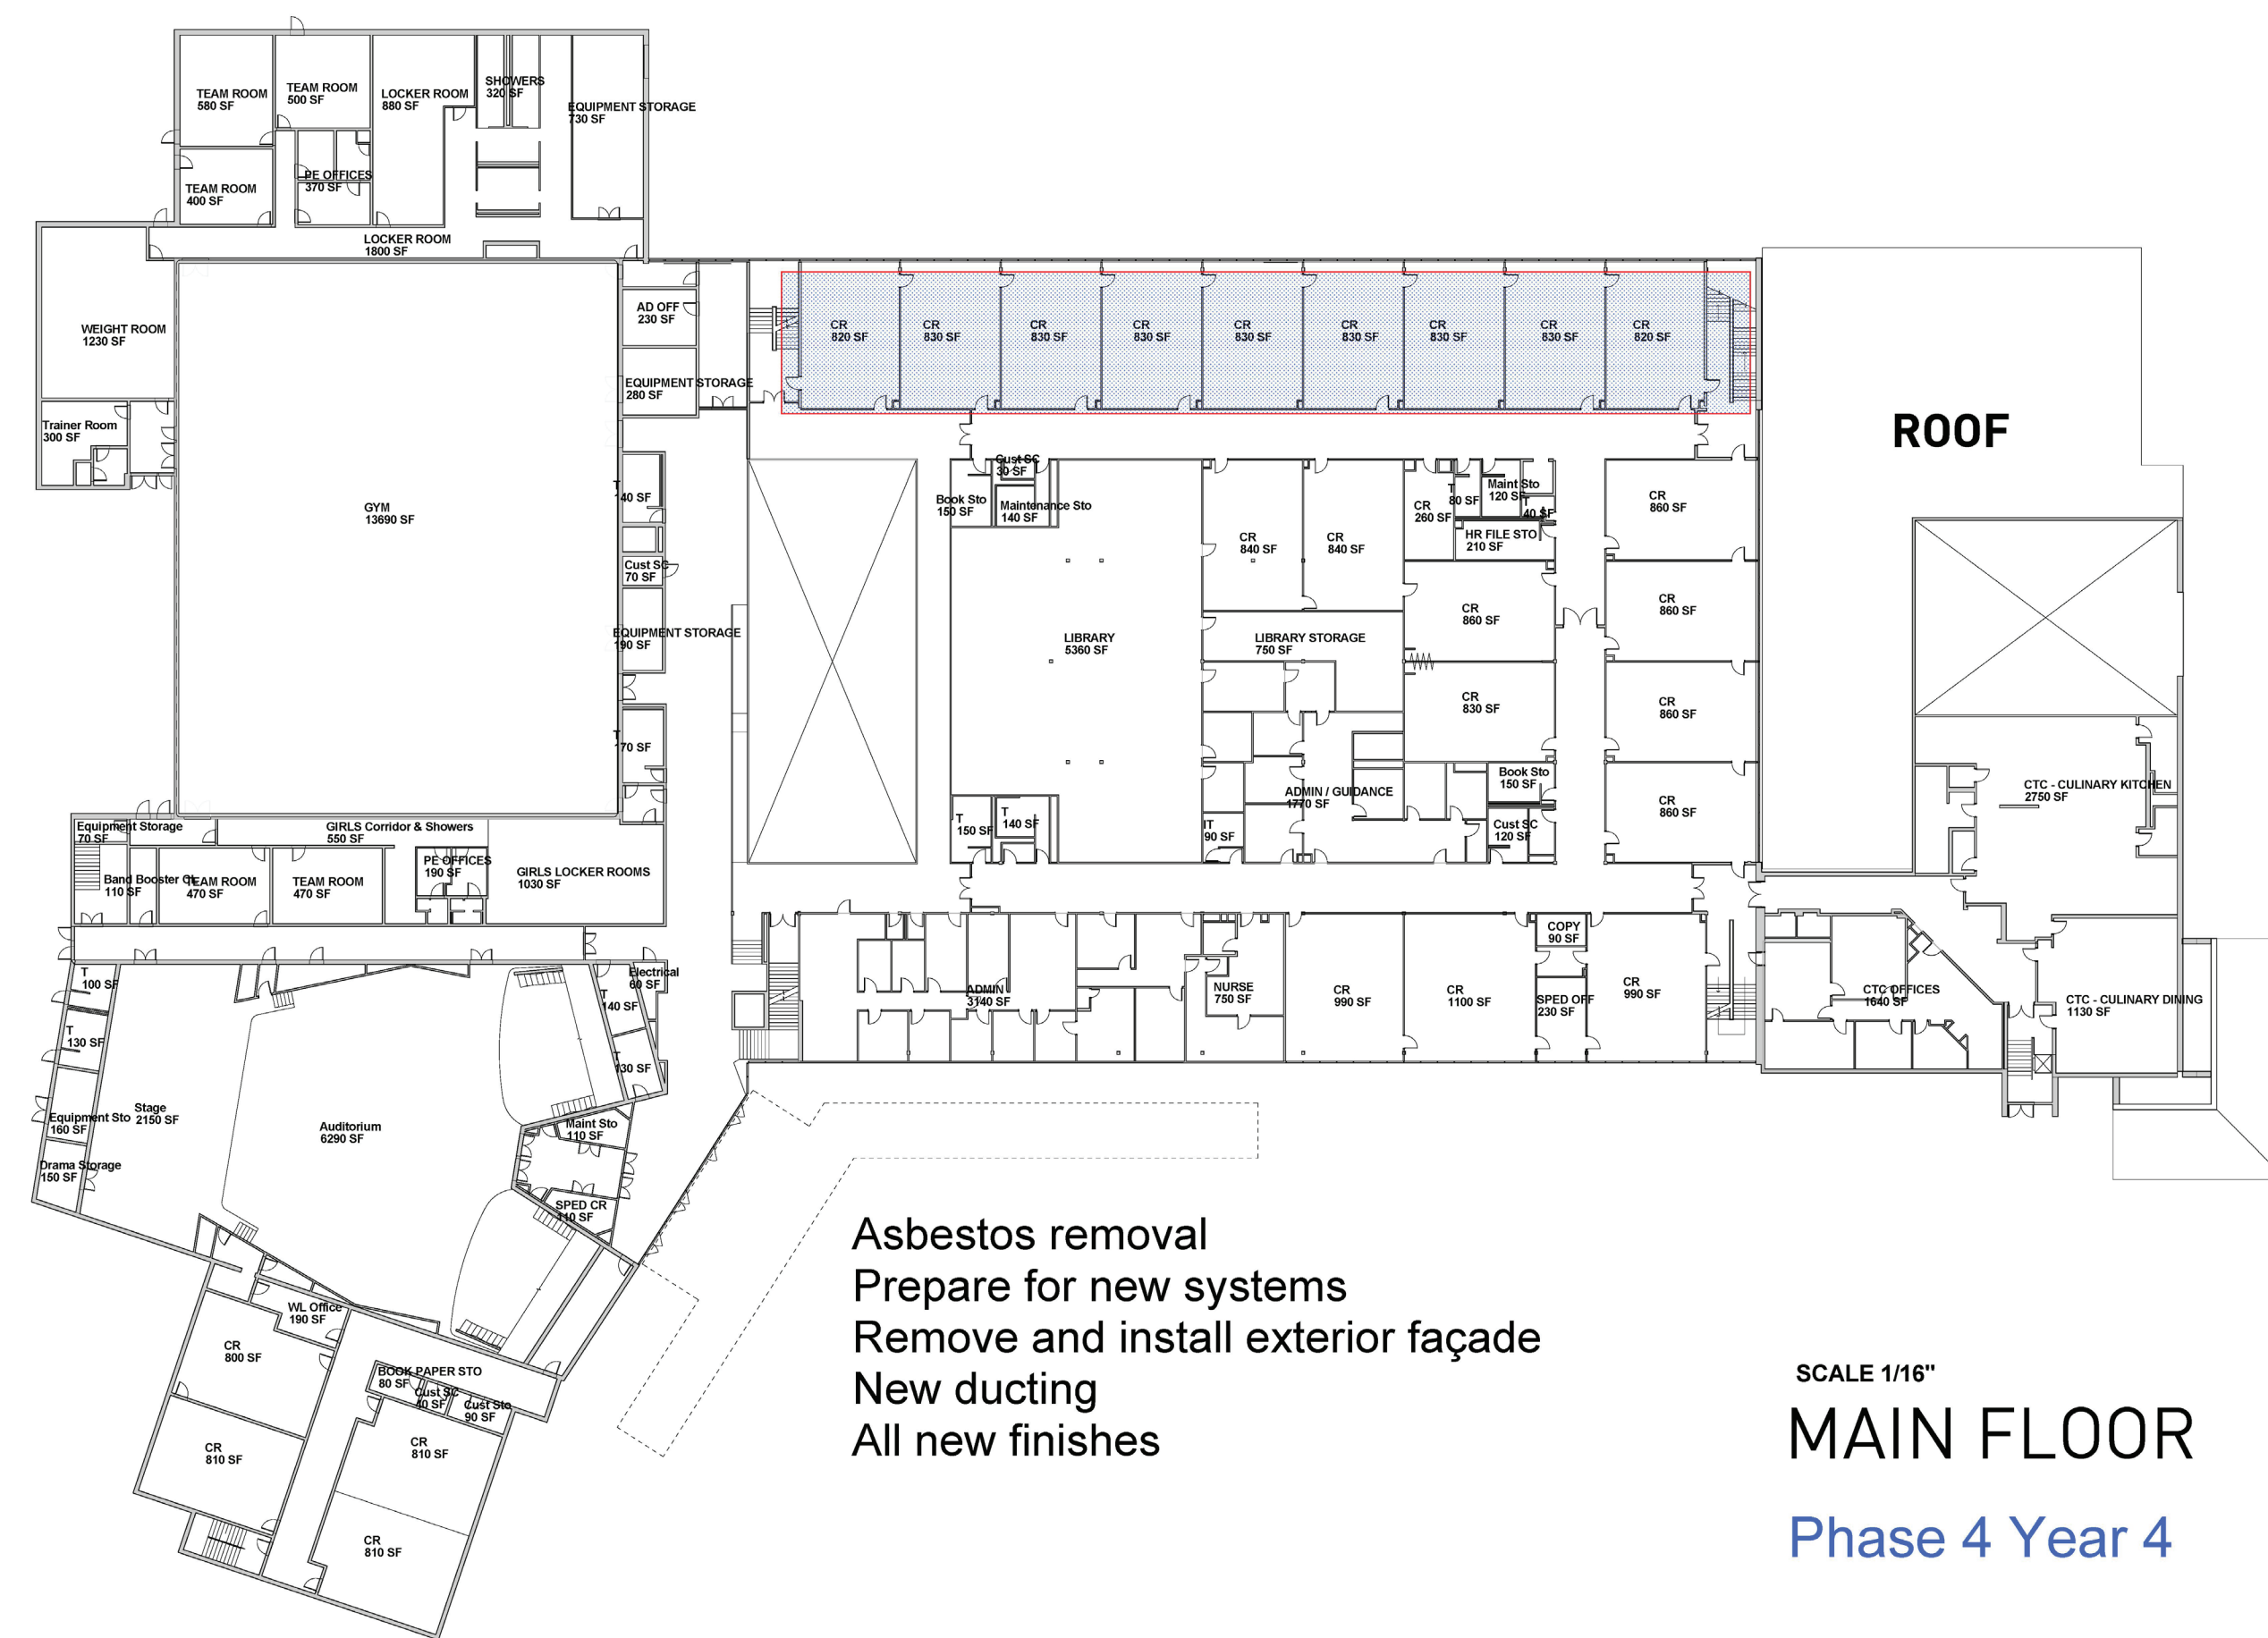 TEAM ROOM
580 SF
TEAM ROOM
500 SF
LOCKER ROOM
880 SF
SHOWERS
320 SF
EQUIPMENT STORAGE
730 SF
TEAM ROOM
400 SF
PE OFFICES
370 SF
LOCKER ROOM
1800 SF
WEIGHT ROOM
1230 SF
Trainer Room
300 SF
GYM
13690 SF
AD OFF
230 SF
EQUIPMENT STORAGE
280 SF
T
140 SF
Cust SC
70 SF
EQUIPMENT STORAGE
190 SF
T
170 SF
CR
820 SF
CR
830 SF
CR
830 SF
CR
830 SF
CR
830 SF
CR
830 SF
CR
830 SF
CR
830 SF
CR
820 SF
ROOF
Cust SC
30 SF
Book Sto
150 SF
Maintenance Sto
140 SF
CR
840 SF
CR
840 SF
CR
260 SF
T
80 SF
Maint Sto
120 SF
T
40 SF
HR FILE STO
210 SF
CR
860 SF
CR
860 SF
CR
860 SF
LIBRARY
5360 SF
LIBRARY STORAGE
750 SF
CR
830 SF
CR
860 SF
Book Sto
150 SF
ADMIN / GUIDANCE
1770 SF
CR
860 SF
CTC - CULINARY KITCHEN
2750 SF
T
150 SF
T
140 SF
IT
90 SF
Cust SC
120 SF
Equipment Storage
70 SF
GIRLS Corridor & Showers
550 SF
PE OFFICES
190 SF
GIRLS LOCKER ROOMS
1030 SF
Band Booster Ct
110 SF
TEAM ROOM
470 SF
TEAM ROOM
470 SF
COPY
90 SF
ADMIN
3140 SF
NURSE
750 SF
CR
990 SF
CR
1100 SF
SPED OFF
230 SF
CR
990 SF
CTC OFFICES
1640 SF
CTC - CULINARY DINING
1130 SF
T
100 SF
T
130 SF
Electrical
60 SF
T
140 SF
T
130 SF
Equipment Sto
160 SF
Stage
2150 SF
Auditorium
6290 SF
Maint Sto
110 SF
Drama Storage
150 SF
SPED CR
110 SF
WL Office
190 SF
CR
800 SF
BOOK PAPER STO
80 SF
Cust SC
40 SF
Cust Sto
90 SF
CR
810 SF
CR
810 SF
CR
810 SF
Asbestos removal
Prepare for new systems
Remove and install exterior façade
New ducting
All new finishes
SCALE 1/16"
MAIN FLOOR
Phase 4 Year 4